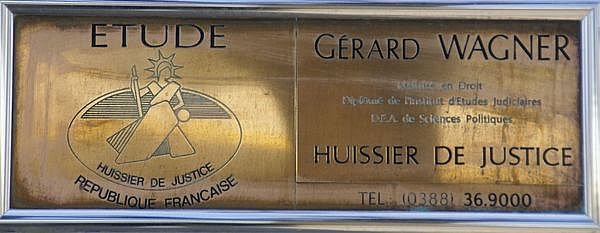 ETUDE
HUISSIER DE JUSTICE
REPUBLIQUE FRANÇAISE
GÉRARD WAGNER
Maîtrise en Droit
Diplômé de l'Institut d'Etudes Judiciaires
D.E.A. de Sciences Politiques
HUISSIER DE JUSTICE
TEL: (0388) 36.9000